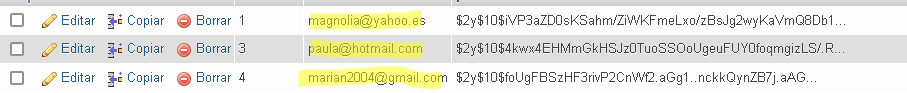 Editar Copiar Borrar 1 magnolia@yahoo.es $2y$10$iVP3aZD0sKSahm/ZiWKFmeLxo/zBsJg2wyKaVmQ8Db1...
Editar Copiar Borrar 3 paula@hotmail.com $2y$10$4kwx4EHMmGkHSJz0TuoSSOoUgeuFUY0foqmgizLS/.R...
Editar Copiar Borrar 4 marian2004@gmail.com $2y$10$foUgFBSzHF3rivP2CnWf2.aGg1..nckkQynZB7j.aAG...